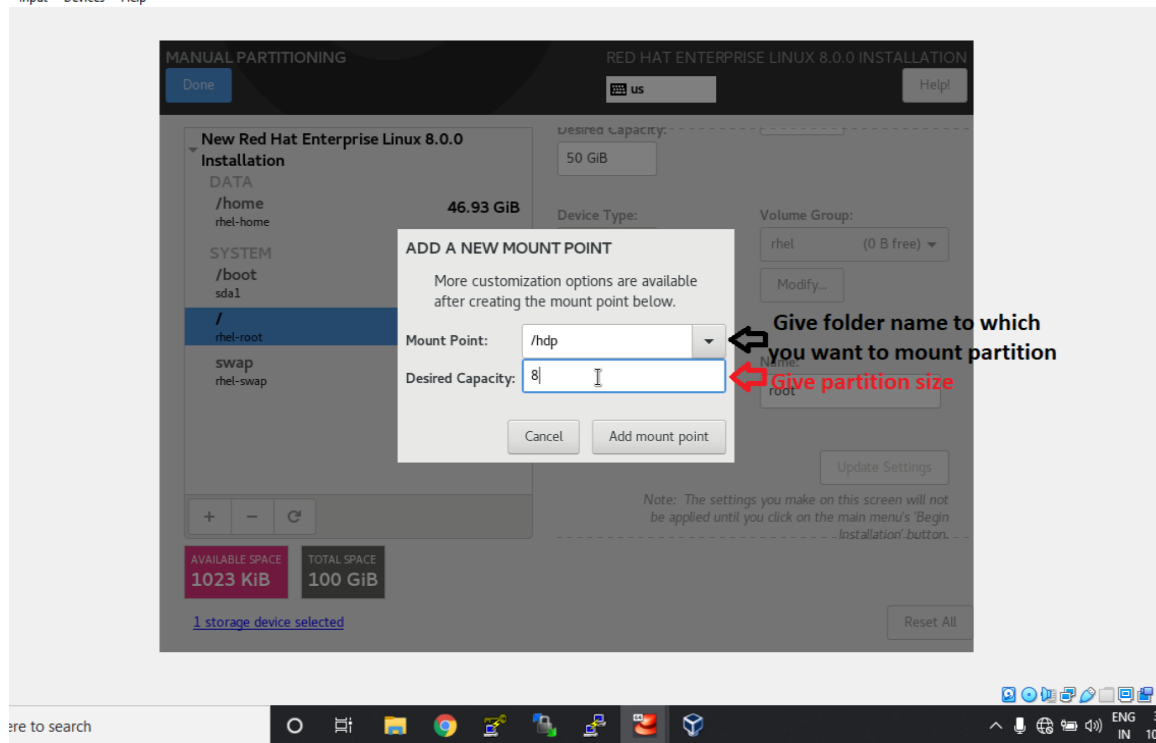 Input Devices Help
MANUAL PARTITIONING
RED HAT ENTERPRISE LINUX 8.0.0 INSTALLATION
Done
us
Help!
New Red Hat Enterprise Linux 8.0.0
Installation
DATA
/home
46.93 GiB
rhel-home
SYSTEM
/boot
sda1
/
rhel-root
swap
rhel-swap
Desired Capacity:
50 GiB
Device Type:
Volume Group:
rhel (0 B free)
Modify...
Name:
root
Update Settings
Note: The settings you make on this screen will not
be applied until you click on the main menu's 'Begin
Installation' button.
ADD A NEW MOUNT POINT
More customization options are available
after creating the mount point below.
Mount Point: /hdp
Desired Capacity: 8
Cancel Add mount point
Give folder name to which
you want to mount partition
Give partition size
+ -
AVAILABLE SPACE
1023 KiB
TOTAL SPACE
100 GiB
1 storage device selected
Reset All
ere to search
ENG
IN